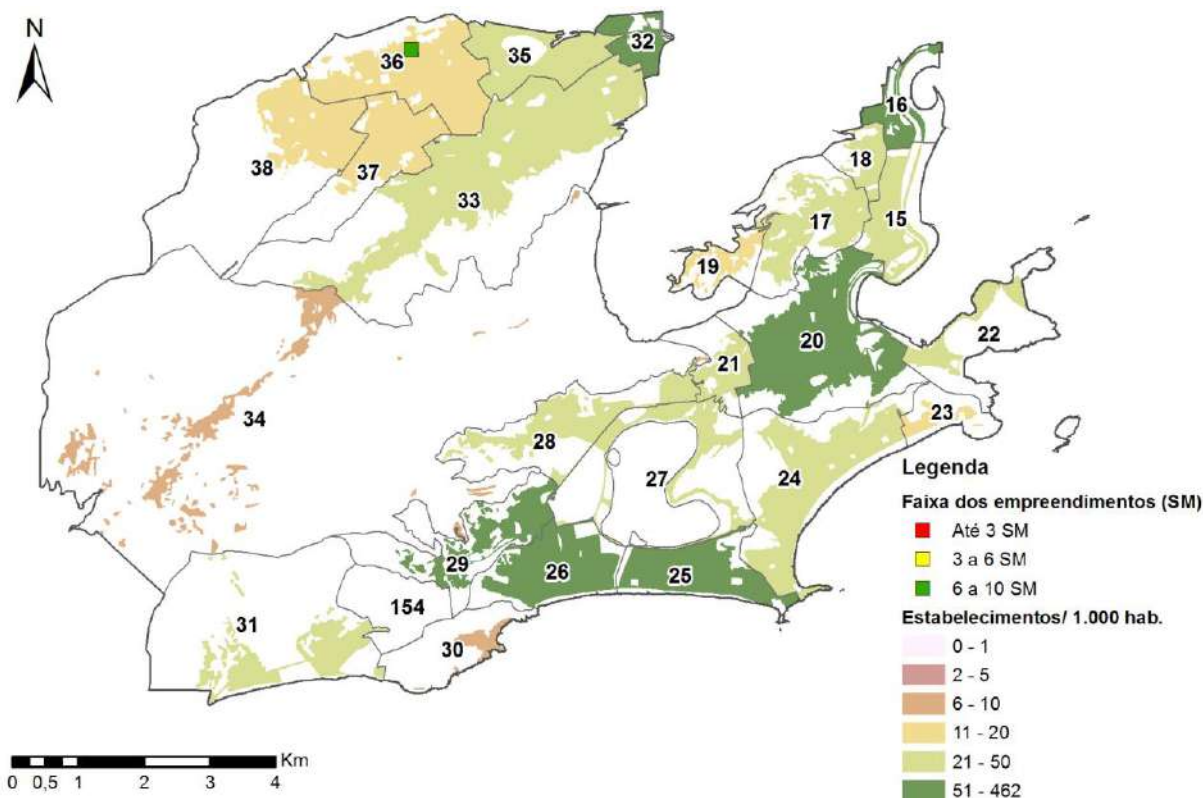 N
32
35
36
16
18
38
37
33
17
15
19
22
20
21
34
23
28
27
24
29
26
25
154
31
30
Legenda
Faixa dos empreendimentos (SM)
Até 3 SM
3 a 6 SM
6 a 10 SM
Estabelecimentos/ 1.000 hab.
0 - 1
2 - 5
6 - 10
11 - 20
21 - 50
51 - 462
Km
0 0,5 1 2 3 4